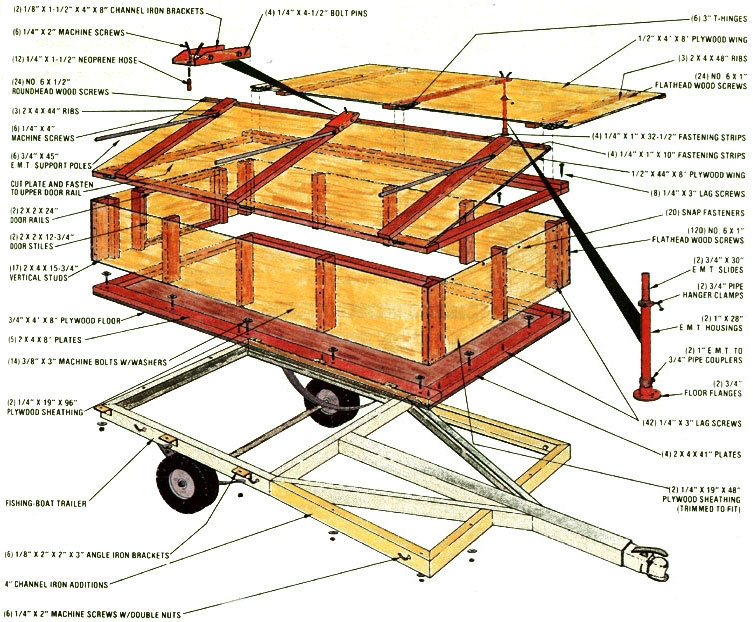 (2) 1/8" X 1-1/2" X 4" X 8" CHANNEL IRON BRACKETS
(4) 1/4" X 4-1/2" BOLT PINS
(6) 1/4" X 2" MACHINE SCREWS
(12) 1/4" X 1-1/2" NEOPRENE HOSE
(24) NO. 6 X 1/2"
ROUNDHEAD WOOD SCREWS
(3) 2 X 4 X 44" RIBS
(6) 1/4" X 4"
MACHINE SCREWS
(6) 3/4" X 45"
E.M.T. SUPPORT POLES
CUT PLATE AND FASTEN
TO UPPER DOOR RAIL
(2) 2 X 2 X 24"
DOOR RAILS
(2) 2 X 2 X 12-3/4"
DOOR STILES
(17) 2 X 4 X 15-3/4"
VERTICAL STUDS
3/4" X 4' X 8' PLYWOOD FLOOR
(5) 2 X 4 X 8' PLATES
(14) 3/8" X 3" MACHINE BOLTS W/WASHERS
(2) 1/4" X 19" X 96"
PLYWOOD SHEATHING
FISHING-BOAT TRAILER
(6) 1/8" X 2" X 2" X 3" ANGLE IRON BRACKETS
4" CHANNEL IRON ADDITIONS
(6) 1/4" X 2" MACHINE SCREWS W/DOUBLE NUTS
(6) 3" T-HINGES
1/2" X 4' X 8' PLYWOOD WING
(3) 2 X 4 X 48" RIBS
(24) NO. 6 X 1"
FLATHEAD WOOD SCREWS
(4) 1/4" X 1" X 32-1/2" FASTENING STRIPS
(4) 1/4" X 1" X 10" FASTENING STRIPS
1/2" X 44" X 8' PLYWOOD WING
(8) 1/4" X 3" LAG SCREWS
(20) SNAP FASTENERS
(120) NO. 6 X 1"
FLATHEAD WOOD SCREWS
(2) 3/4" X 30"
E.M.T. SLIDES
(2) 3/4" PIPE
HANGER CLAMPS
(2) 1" X 28"
E.M.T. HOUSINGS
(2) 1" E.M.T. TO
3/4" PIPE COUPLERS
(2) 3/4"
FLOOR FLANGES
(42) 1/4" X 3" LAG SCREWS
(4) 2 X 4 X 41" PLATES
(2) 1/4" X 19" X 48"
PLYWOOD SHEATHING
(TRIMMED TO FIT)